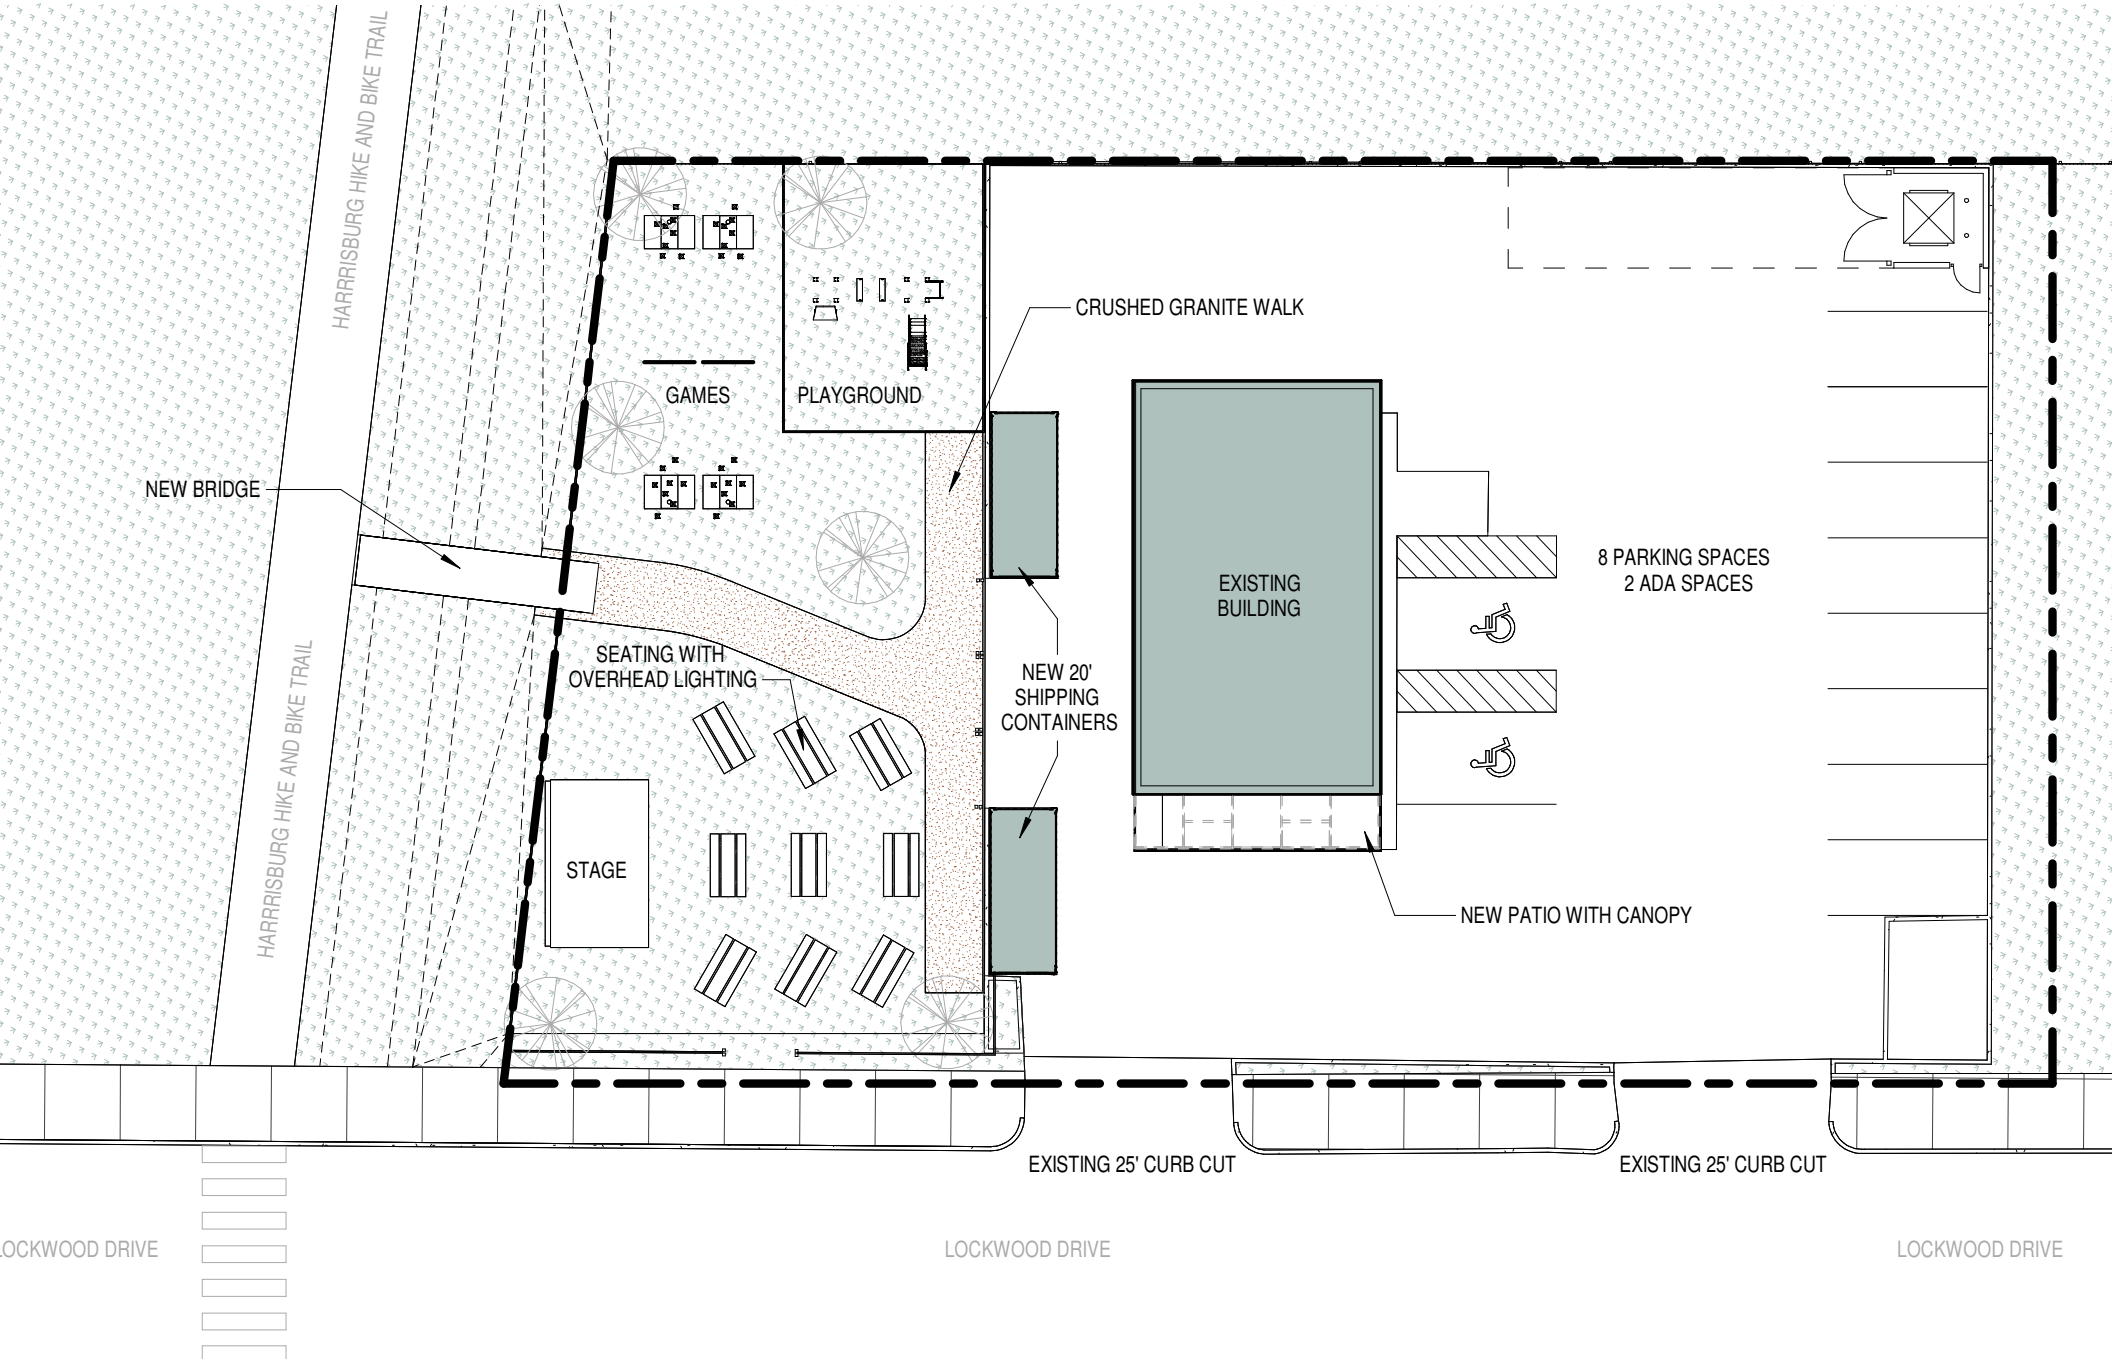 HARRRISBURG HIKE AND BIKE TRAIL
CRUSHED GRANITE WALK
GAMES
PLAYGROUND
NEW BRIDGE
8 PARKING SPACES
2 ADA SPACES
EXISTING
BUILDING
SEATING WITH
OVERHEAD LIGHTING
NEW 20'
SHIPPING
CONTAINERS
HARRRISBURG HIKE AND BIKE TRAIL
STAGE
NEW PATIO WITH CANOPY
EXISTING 25' CURB CUT
EXISTING 25' CURB CUT
LOCKWOOD DRIVE
LOCKWOOD DRIVE
LOCKWOOD DRIVE